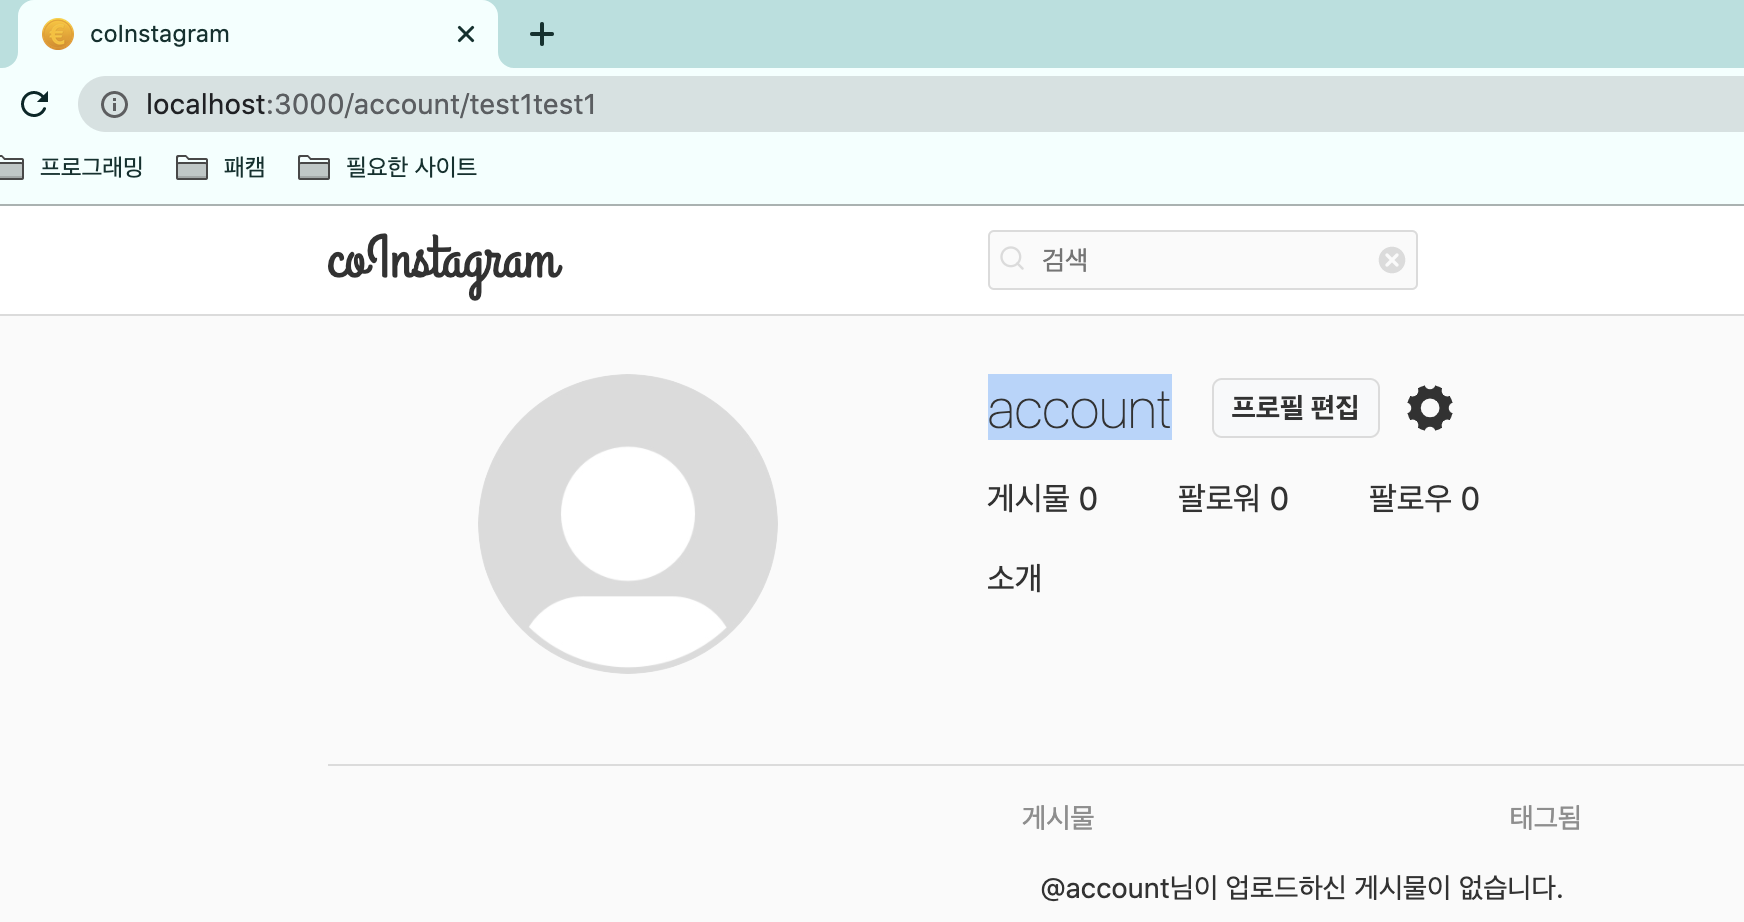 coInstagram
localhost:3000/account/test1test1
프로그래밍 패캠 필요한 사이트
coInstagram 검색
account 프로필 편집
게시물 0 팔로워 0 팔로우 0
소개
게시물 태그됨
@account님이 업로드하신 게시물이 없습니다.